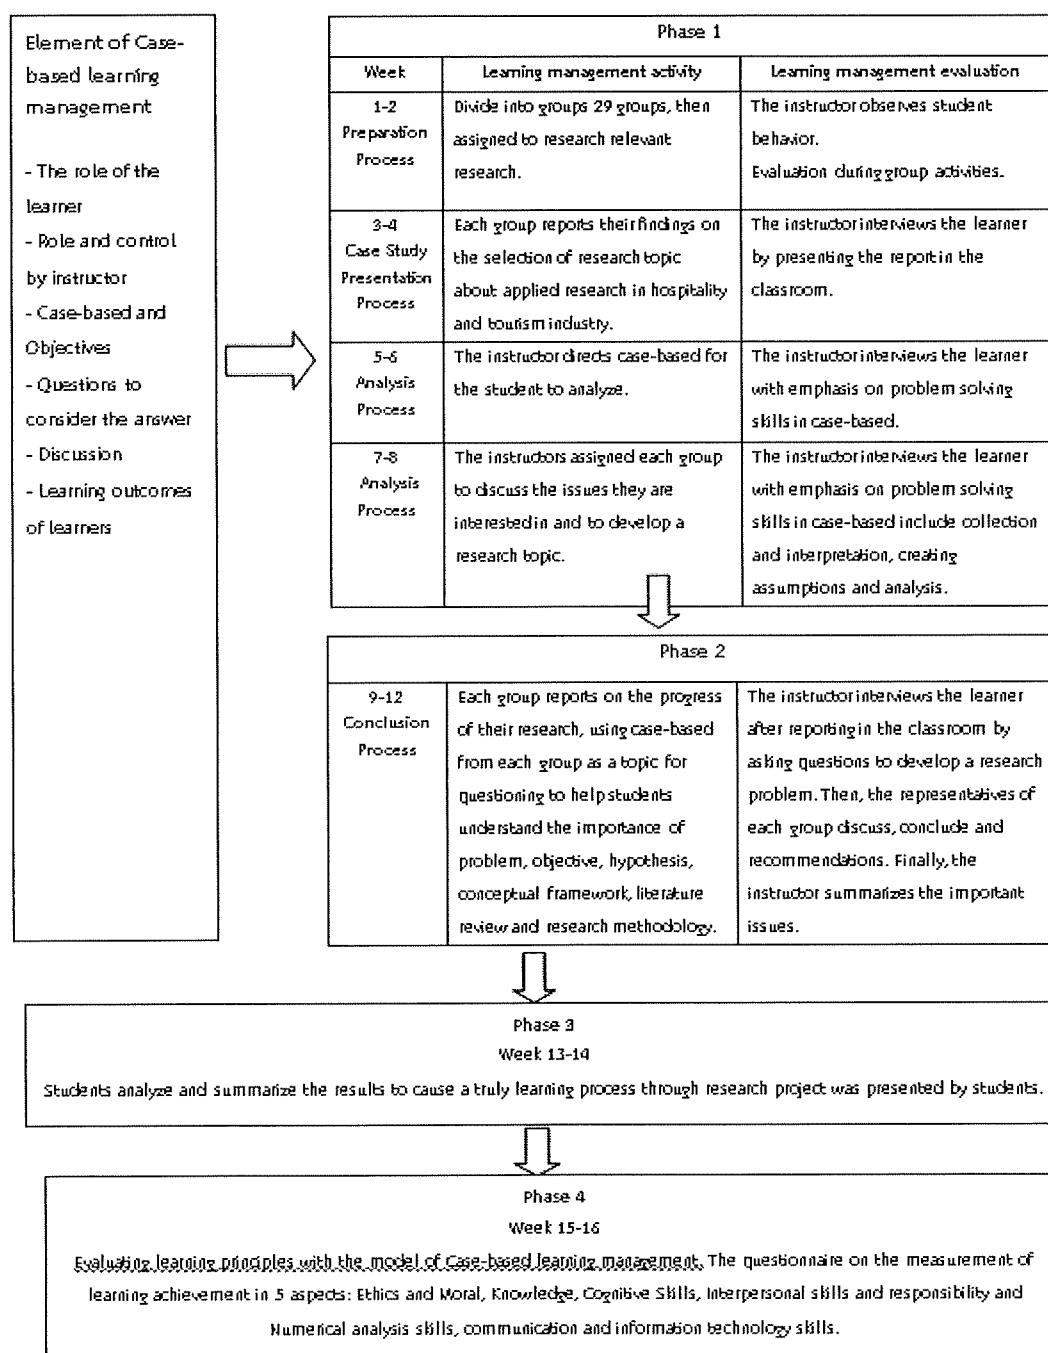 Element of Case-
based learning
management
- The role of the
learner
- Role and control
by instructor
- Case-based and
Objectives
- Questions to
consider the answer
- Discussion
- Learning outcomes
of learners
Phase 1
Week
Learning management activity
Learning management evaluation
1-2
Preparation
Process
Divide into groups 29 groups, then
assigned to research relevant
research.
The instructor observes student
behavior.
Evaluation during group activities.
3-4
Case Study
Presentation
Process
Each group reports their findings on
the selection of research topic
about applied research in hospitality
and tourism industry.
The instructor interviews the learner
by presenting the report in the
classroom.
5-6
Analysis
Process
The instructor directs case-based for
the student to analyze.
The instructor interviews the learner
with emphasis on problem solving
skills in case-based.
7-8
Analysis
Process
The instructors assigned each group
to discuss the issues they are
interested in and to develop a
research topic.
The instructor interviews the learner
with emphasis on problem solving
skills in case-based include collection
and interpretation, creating
assumptions and analysis.
Phase 2
9-12
Conclusion
Process
Each group reports on the progress
of their research, using case-based
from each group as a topic for
questioning to help students
understand the importance of
problem, objective, hypothesis,
conceptual framework, literature
review and research methodology.
The instructor interviews the learner
after reporting in the classroom by
asking questions to develop a research
problem. Then, the representatives of
each group discuss, conclude and
recommendations. Finally, the
instructor summarizes the important
issues.
Phase 3
Week 13-14
Students analyze and summarize the results to cause a truly learning process through research project was presented by students.
Phase 4
Week 15-16
Evaluating learning principles with the model of Case-based learning management. The questionnaire on the measurement of
learning achievement in 5 aspects: Ethics and Moral, Knowledge, Cognitive Skills, Interpersonal skills and responsibility and
Numerical analysis skills, communication and information technology skills.